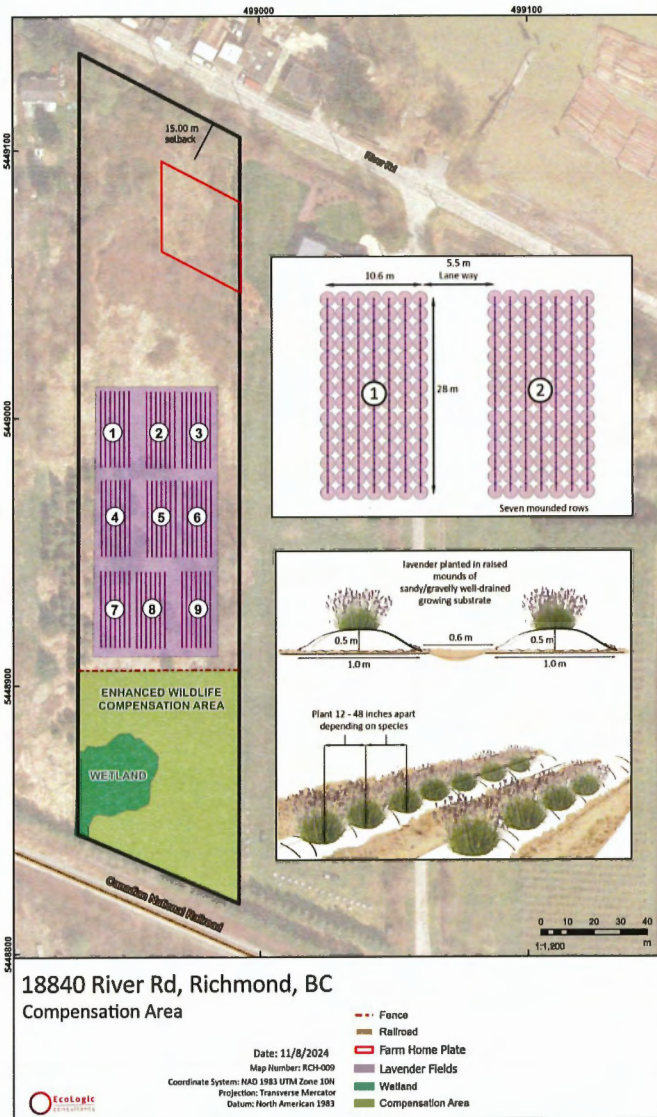 499000
499100
5449100
5449000
5448900
5448800
15.00 m
setback
River Rd
5.5 m
10.6 m
Lane way
1
28 m
2
Seven mounded rows
1
2
3
4
5
6
7
8
9
lavender planted in raised
mounds of
sandy/gravelly well-drained
growing substrate
0.5 m
0.6 m
0.5 m
1.0 m
1.0 m
Plant 12 - 48 inches apart
depending on species
ENHANCED WILDLIFE
COMPENSATION AREA
WETLAND
Canadian National Railroad
0 10 20 30 40
1:1,200
m
18840 River Rd, Richmond, BC
Compensation Area
Date: 11/8/2024
Map Number: RCH-009
Coordinate System: NAD 1983 UTM Zone 10N
Projection: Transverse Mercator
Datum: North American 1983
Fence
Railroad
Farm Home Plate
Lavender Fields
Wetland
Compensation Area
EcoLogic
consultants